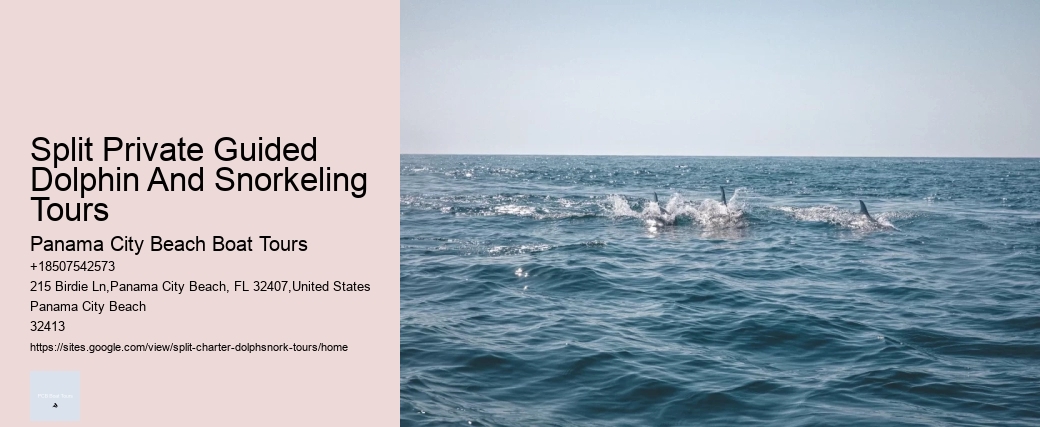 Split Private Guided
Dolphin And Snorkeling
Tours
Panama City Beach Boat Tours
+18507542573
215 Birdie Ln,Panama City Beach, FL 32407,United States
Panama City Beach
32413
https://sites.google.com/view/split-charter-dolphsnork-tours/home